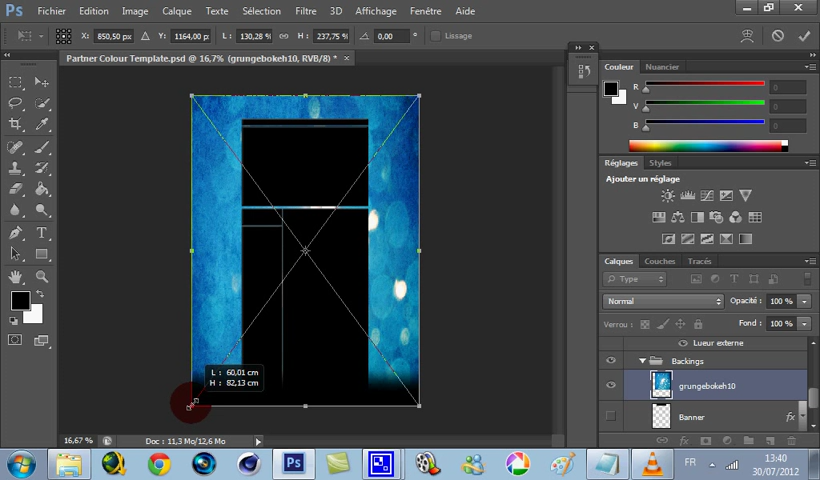 Ps Fichier Edition Image Calque Texte Sélection Filtre 3D Affichage Fenêtre Aide
X: 850,50 px Y: 1164,00 px L: 130,28 % H: 237,75 % 0,00 ° Lissage
Partner Colour Template.psd @ 16,7% (grungebokeh10, RVB/8) * ×
Couleur Nuancier
R 0
V 0
B 0
Réglages Styles
Ajouter un réglage
Calques Couches Tracés
Type
Normal Opacité : 100 %
Verrou : Fond : 100 %
Lueur externe
Backings
grungebokeh10
Banner fx
L : 60,01 cm
H : 82,13 cm
16,67 % Doc : 11,3 Mo/12,6 Mo
fx
Ps FR 13:40
30/07/2012